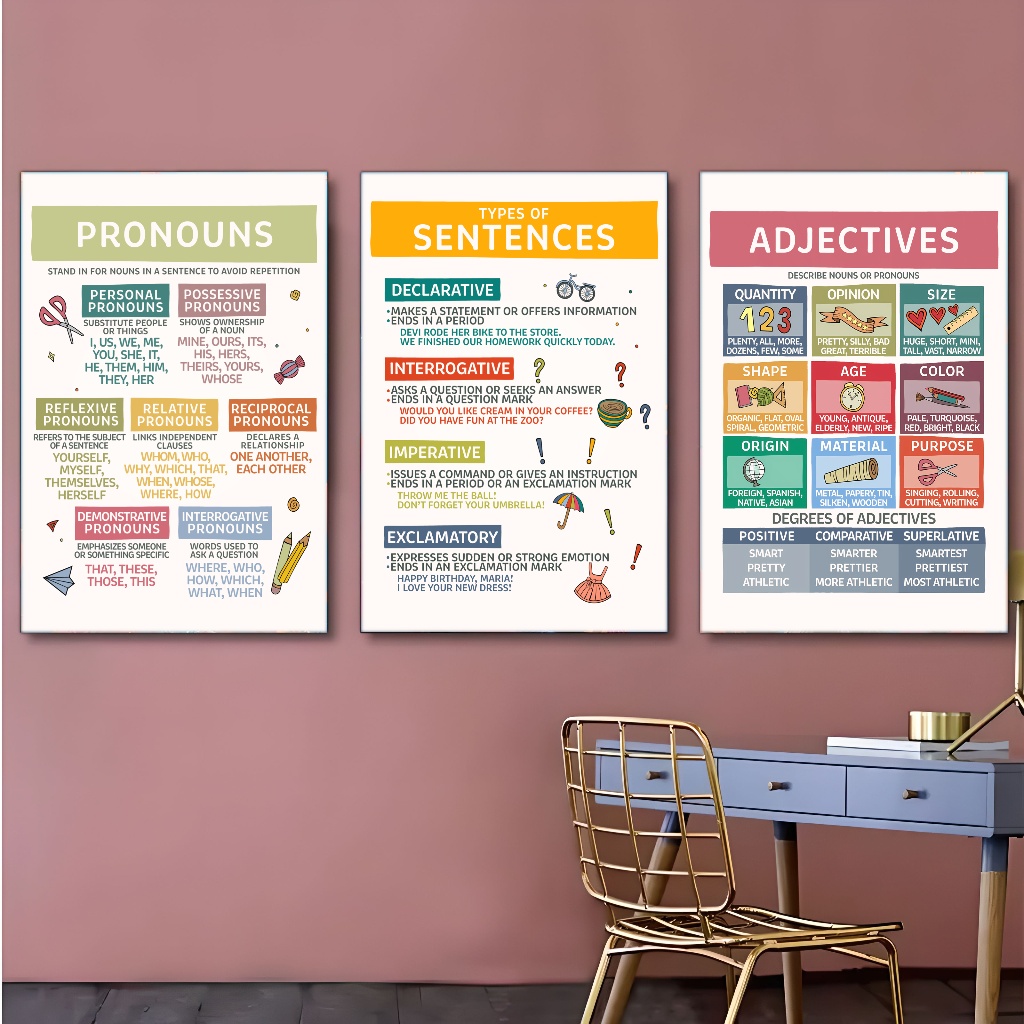 PRONOUNS
STAND IN FOR NOUNS IN A SENTENCE TO AVOID REPETITION
PERSONAL
PRONOUNS
SUBSTITUTE PEOPLE
OR THINGS
I, US, WE, ME,
YOU, SHE, IT,
HE, THEM, HIM,
THEY, HER
POSSESSIVE
PRONOUNS
SHOWS OWNERSHIP
OF A NOUN
MINE, OURS, ITS,
HIS, HERS,
THEIRS, YOURS,
WHOSE
REFLEXIVE
PRONOUNS
REFERS TO THE SUBJECT
OF A SENTENCE
YOURSELF,
MYSELF,
THEMSELVES,
HERSELF
RELATIVE
PRONOUNS
LINKS INDEPENDENT
CLAUSES
WHOM, WHO,
WHY, WHICH, THAT,
WHEN, WHOSE,
WHERE, HOW
RECIPROCAL
PRONOUNS
DECLARES A
RELATIONSHIP
ONE ANOTHER,
EACH OTHER
DEMONSTRATIVE
PRONOUNS
EMPHASIZES SOMEONE
OR SOMETHING SPECIFIC
THAT, THESE,
THOSE, THIS
INTERROGATIVE
PRONOUNS
WORDS USED TO
ASK A QUESTION
WHERE, WHO,
HOW, WHICH,
WHAT, WHEN
TYPES OF
SENTENCES
DECLARATIVE
•MAKES A STATEMENT OR OFFERS INFORMATION
•ENDS IN A PERIOD
DEVI RODE HER BIKE TO THE STORE.
WE FINISHED OUR HOMEWORK QUICKLY TODAY.
INTERROGATIVE
? ?
•ASKS A QUESTION OR SEEKS AN ANSWER
•ENDS IN A QUESTION MARK
WOULD YOU LIKE CREAM IN YOUR COFFEE?
DID YOU HAVE FUN AT THE ZOO?
?
IMPERATIVE
! !
•ISSUES A COMMAND OR GIVES AN INSTRUCTION
•ENDS IN A PERIOD OR AN EXCLAMATION MARK
THROW ME THE BALL!
DON'T FORGET YOUR UMBRELLA!
!
EXCLAMATORY
•EXPRESSES SUDDEN OR STRONG EMOTION
•ENDS IN AN EXCLAMATION MARK
HAPPY BIRTHDAY, MARIA!
I LOVE YOUR NEW DRESS!
!
ADJECTIVES
DESCRIBE NOUNS OR PRONOUNS
QUANTITY
123
PLENTY, ALL, MORE,
DOZENS, FEW, SOME
OPINION
PRETTY, SILLY, BAD
GREAT, TERRIBLE
SIZE
HUGE, SHORT, MINI,
TALL, VAST, NARROW
SHAPE
ORGANIC, FLAT, OVAL
SPIRAL, GEOMETRIC
AGE
YOUNG, ANTIQUE,
ELDERLY, NEW, RIPE
COLOR
PALE, TURQUOISE,
RED, BRIGHT, BLACK
ORIGIN
FOREIGN, SPANISH,
NATIVE, ASIAN
MATERIAL
METAL, PAPERY, TIN,
SILKEN, WOODEN
PURPOSE
SINGING, ROLLING,
CUTTING, WRITING
DEGREES OF ADJECTIVES
POSITIVE COMPARATIVE SUPERLATIVE
SMART SMARTER SMARTEST
PRETTY PRETTIER PRETTIEST
ATHLETIC MORE ATHLETIC MOST ATHLETIC